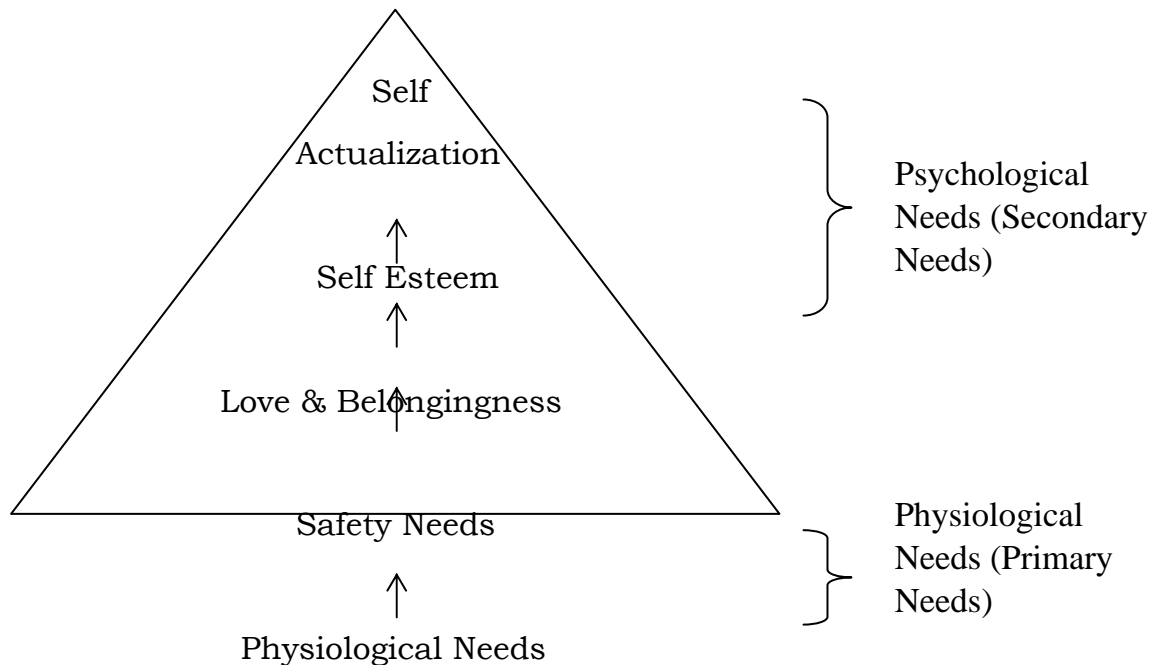 Self
Actualization
Self Esteem
Love & Belongingness
Safety Needs
Physiological Needs
Psychological
Needs (Secondary
Needs)
Physiological
Needs (Primary
Needs)